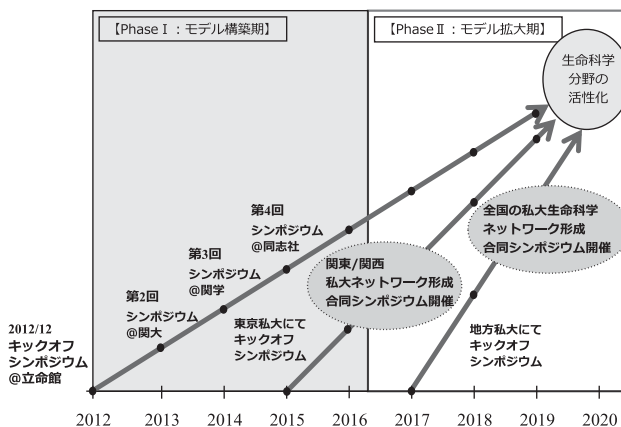 【PhaseⅠ：モデル構築期】
【PhaseⅡ：モデル拡大期】
生命科学
分野の
活性化
第4回
シンポジウム
@同志社
第3回
シンポジウム
@関学
第2回
シンポジウム
@関大
2012/12
キックオフ
シンポジウム
@立命館
全国の私大生命科学
ネットワーク形成
合同シンポジウム開催
関東/関西
私大ネットワーク形成
合同シンポジウム開催
東京私大にて
キックオフ
シンポジウム
地方私大にて
キックオフ
シンポジウム
2012 2013 2014 2015 2016 2017 2018 2019 2020